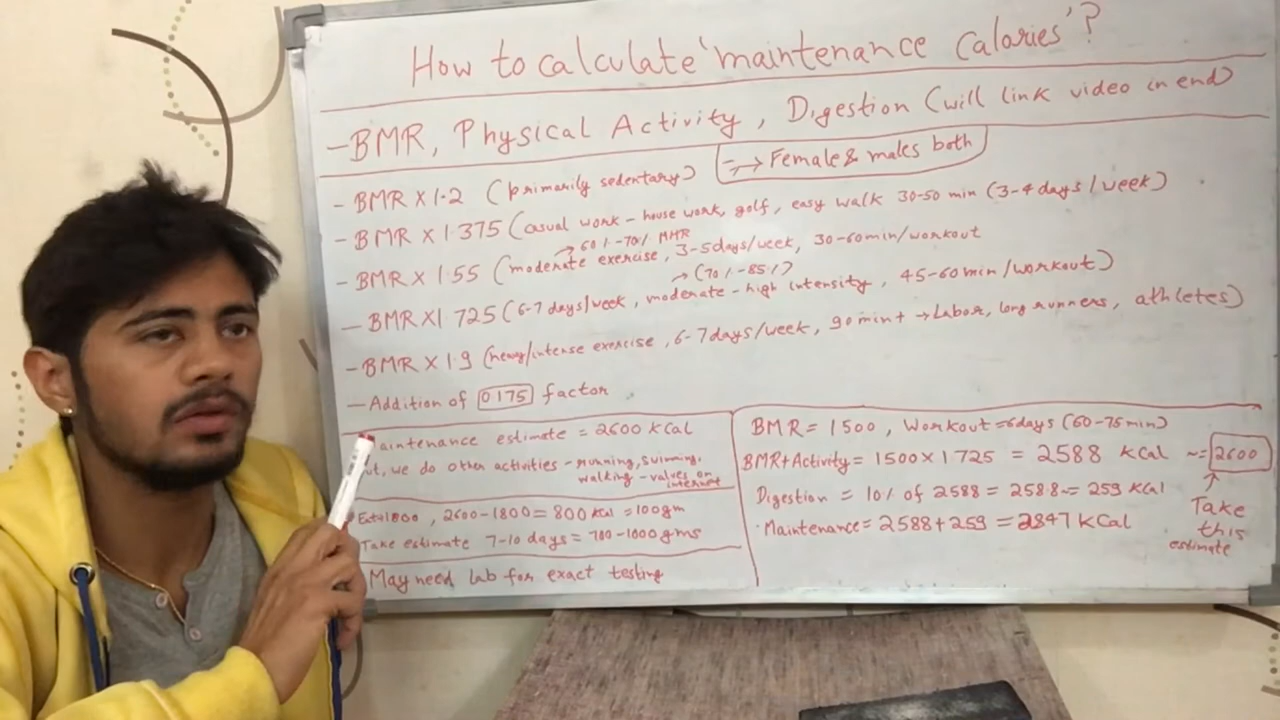 How to calculate 'maintenance Calories'?
- BMR, Physical Activity, Digestion (will link video in end)
=> → Female & males both
- BMR X 1.2 (primarily sedentary)
- BMR X 1.375 (casual work - house work, golf, easy walk 30-50 min (3-4 days/week)
→ 60% - 70% MHR
- BMR X 1.55 (moderate exercise, 3-5 days/week, 30-60 min/workout
→ (70% - 85%)
- BMR X 1.725 (6-7 days/week, moderate - high intensity, 45-60 min/workout)
- BMR X 1.9 (heavy/intense exercise, 6-7 days/week, 90 min + → Labor, long runners, athletes)
- Addition of 0.175 factor
aintenance estimate = 2600 KCal
ut, we do other activities - running, swimming,
walking - values on
internet
Eat=1800, 2600-1800 = 800 KCal = 100gm
Take estimate 7-10 days = 700-1000 gms
May need lab for exact testing
BMR = 1500, Workout = 6days (60-75 min)
BMR+Activity = 1500 X 1.725 = 2588 KCal ~= 2600
Digestion = 10% of 2588 = 258.8 ~= 259 KCal
Maintenance = 2588 + 259 = 2847 KCal
Take
this
estimate